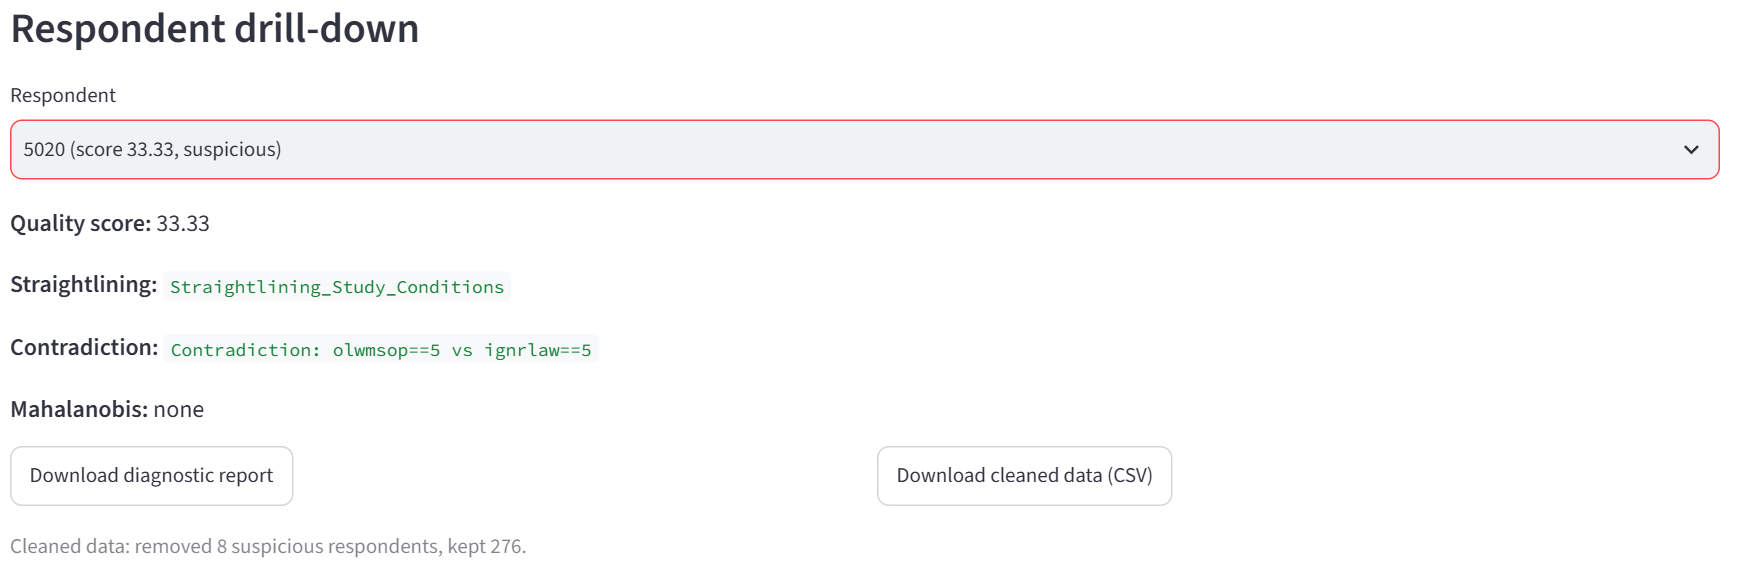 Respondent drill-down
Respondent
5020 (score 33.33, suspicious)
Quality score: 33.33
Straightlining: Straightlining_Study_Conditions
Contradiction: Contradiction: olwmsop==5 vs ignrlaw==5
Mahalanobis: none
Download diagnostic report
Download cleaned data (CSV)
Cleaned data: removed 8 suspicious respondents, kept 276.